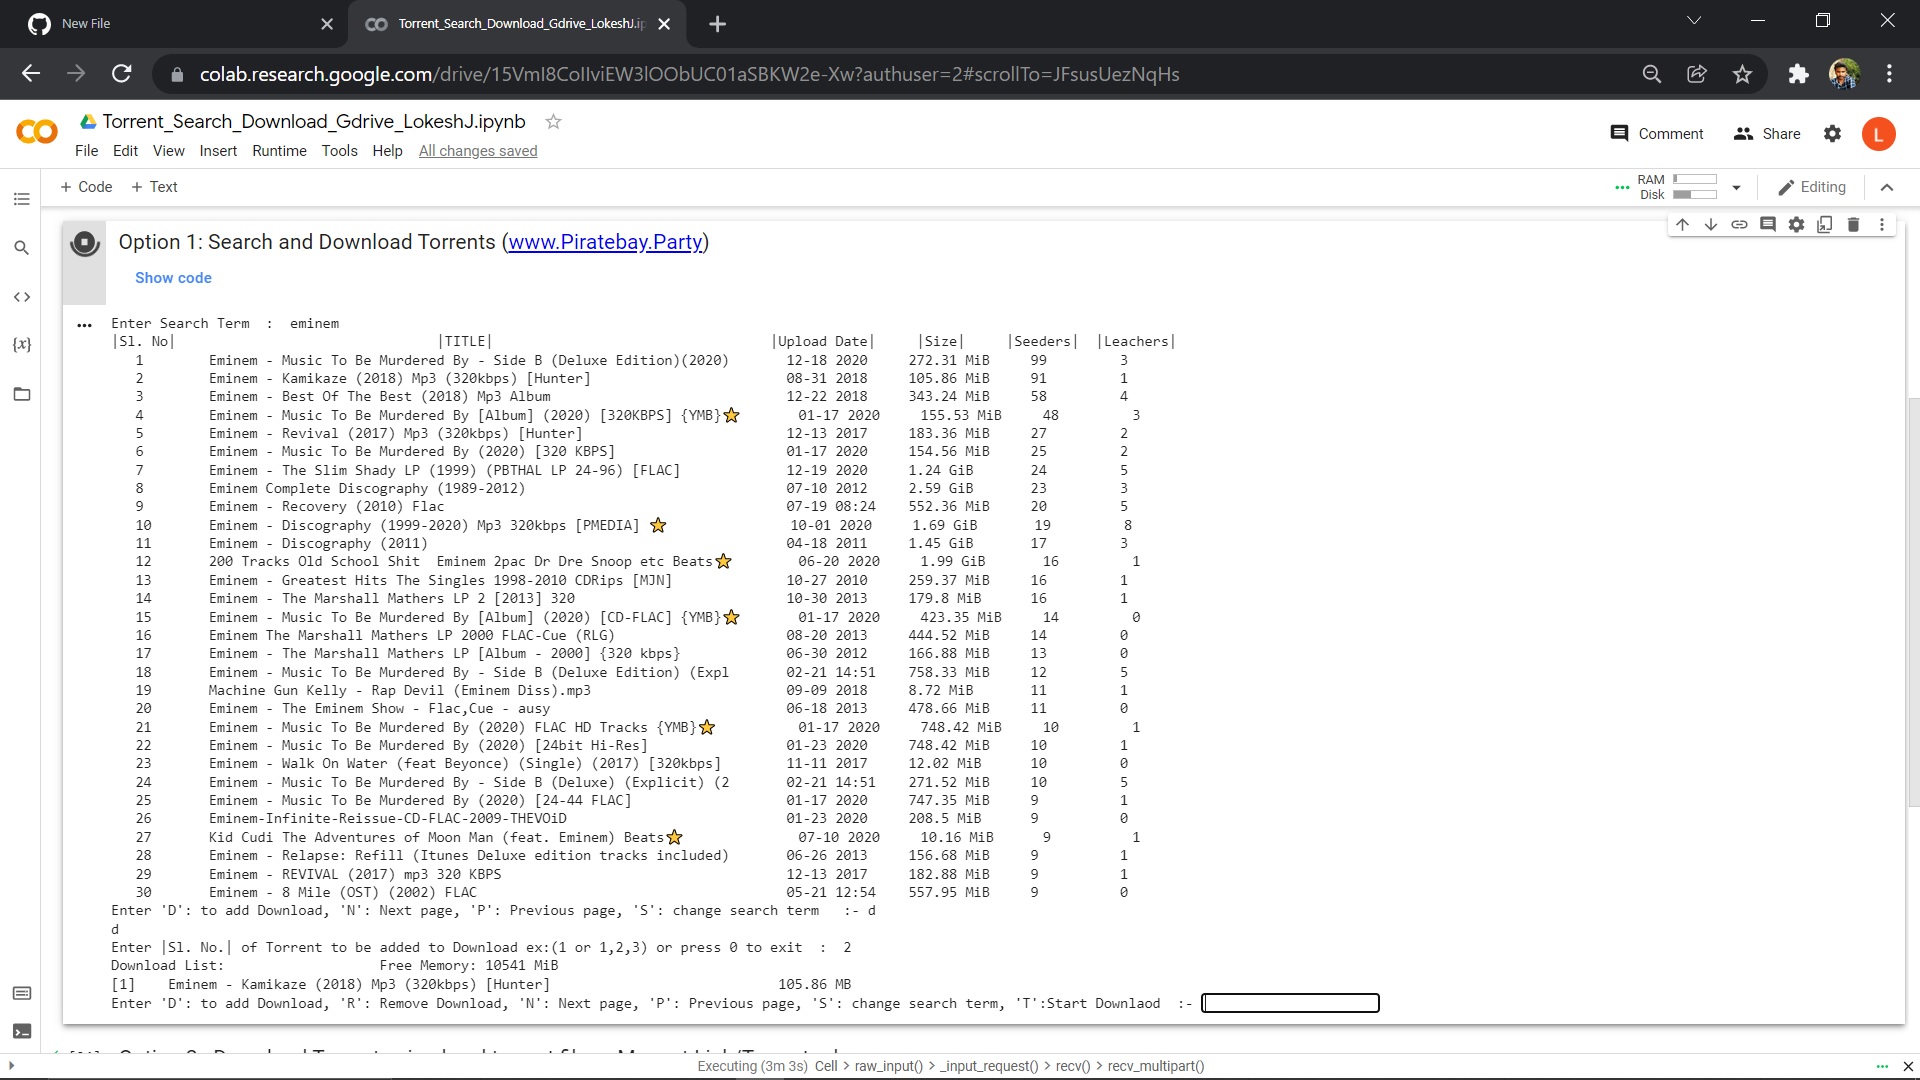 New File
Torrent_Search_Download_Gdrive_LokeshJ.ip
colab.research.google.com/drive/15VmI8CoIIviEW3lOObUC01aSBKW2e-Xw?authuser=2#scrollTo=JFsusUezNqHs
Torrent_Search_Download_Gdrive_LokeshJ.ipynb
Comment Share L
File Edit View Insert Runtime Tools Help All changes saved
+ Code + Text
RAM
Disk
Editing
Option 1: Search and Download Torrents (www.Piratebay.Party)
Show code
Enter Search Term : eminem
|Sl. No| |TITLE| |Upload Date| |Size| |Seeders| |Leachers|
1 Eminem - Music To Be Murdered By - Side B (Deluxe Edition)(2020) 12-18 2020 272.31 MiB 99 3
2 Eminem - Kamikaze (2018) Mp3 (320kbps) [Hunter] 08-31 2018 105.86 MiB 91 1
3 Eminem - Best Of The Best (2018) Mp3 Album 12-22 2018 343.24 MiB 58 4
4 Eminem - Music To Be Murdered By [Album] (2020) [320KBPS] {YMB}⭐ 01-17 2020 155.53 MiB 48 3
5 Eminem - Revival (2017) Mp3 (320kbps) [Hunter] 12-13 2017 183.36 MiB 27 2
6 Eminem - Music To Be Murdered By (2020) [320 KBPS] 01-17 2020 154.56 MiB 25 2
7 Eminem - The Slim Shady LP (1999) (PBTHAL LP 24-96) [FLAC] 12-19 2020 1.24 GiB 24 5
8 Eminem Complete Discography (1989-2012) 07-10 2012 2.59 GiB 23 3
9 Eminem - Recovery (2010) Flac 07-19 08:24 552.36 MiB 20 5
10 Eminem - Discography (1999-2020) Mp3 320kbps [PMEDIA] ⭐ 10-01 2020 1.69 GiB 19 8
11 Eminem - Discography (2011) 04-18 2011 1.45 GiB 17 3
12 200 Tracks Old School Shit Eminem 2pac Dr Dre Snoop etc Beats⭐ 06-20 2020 1.99 GiB 16 1
13 Eminem - Greatest Hits The Singles 1998-2010 CDRips [MJN] 10-27 2010 259.37 MiB 16 1
14 Eminem - The Marshall Mathers LP 2 [2013] 320 10-30 2013 179.8 MiB 16 1
15 Eminem - Music To Be Murdered By [Album] (2020) [CD-FLAC] {YMB}⭐ 01-17 2020 423.35 MiB 14 0
16 Eminem The Marshall Mathers LP 2000 FLAC-Cue (RLG) 08-20 2013 444.52 MiB 14 0
17 Eminem - The Marshall Mathers LP [Album - 2000] {320 kbps} 06-30 2012 166.88 MiB 13 0
18 Eminem - Music To Be Murdered By - Side B (Deluxe Edition) (Expl 02-21 14:51 758.33 MiB 12 5
19 Machine Gun Kelly - Rap Devil (Eminem Diss).mp3 09-09 2018 8.72 MiB 11 1
20 Eminem - The Eminem Show - Flac,Cue - ausy 06-18 2013 478.66 MiB 11 0
21 Eminem - Music To Be Murdered By (2020) FLAC HD Tracks {YMB}⭐ 01-17 2020 748.42 MiB 10 1
22 Eminem - Music To Be Murdered By (2020) [24bit Hi-Res] 01-23 2020 748.42 MiB 10 1
23 Eminem - Walk On Water (feat Beyonce) (Single) (2017) [320kbps] 11-11 2017 12.02 MiB 10 0
24 Eminem - Music To Be Murdered By - Side B (Deluxe) (Explicit) (2 02-21 14:51 271.52 MiB 10 5
25 Eminem - Music To Be Murdered By (2020) [24-44 FLAC] 01-17 2020 747.35 MiB 9 1
26 Eminem-Infinite-Reissue-CD-FLAC-2009-THEVOiD 01-23 2020 208.5 MiB 9 0
27 Kid Cudi The Adventures of Moon Man (feat. Eminem) Beats⭐ 07-10 2020 10.16 MiB 9 1
28 Eminem - Relapse: Refill (Itunes Deluxe edition tracks included) 06-26 2013 156.68 MiB 9 1
29 Eminem - REVIVAL (2017) mp3 320 KBPS 12-13 2017 182.88 MiB 9 1
30 Eminem - 8 Mile (OST) (2002) FLAC 05-21 12:54 557.95 MiB 9 0
Enter 'D': to add Download, 'N': Next page, 'P': Previous page, 'S': change search term :- d
d
Enter |Sl. No.| of Torrent to be added to Download ex:(1 or 1,2,3) or press 0 to exit : 2
Download List: Free Memory: 10541 MiB
[1] Eminem - Kamikaze (2018) Mp3 (320kbps) [Hunter] 105.86 MB
Enter 'D': to add Download, 'R': Remove Download, 'N': Next page, 'P': Previous page, 'S': change search term, 'T':Start Downlaod :-
Executing (3m 3s) Cell > raw_input() > _input_request() > recv() > recv_multipart()